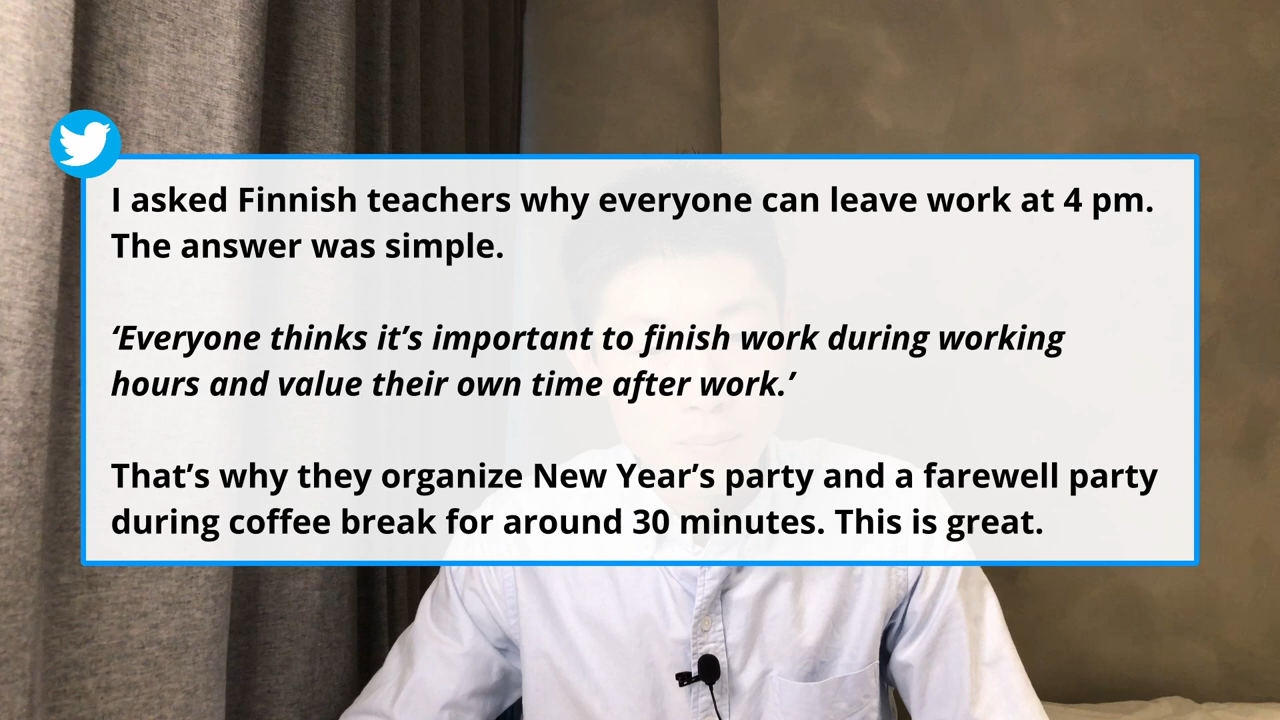 I asked Finnish teachers why everyone can leave work at 4 pm.
The answer was simple.
‘Everyone thinks it’s important to finish work during working
hours and value their own time after work.’
That’s why they organize New Year’s party and a farewell party
during coffee break for around 30 minutes. This is great.